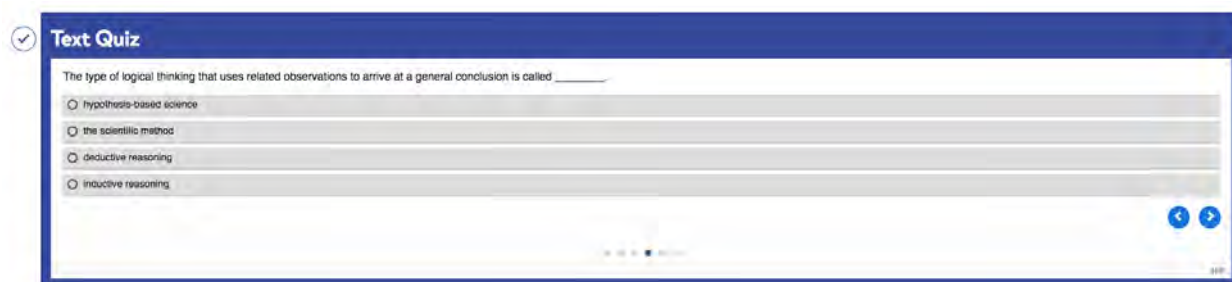 Text Quiz
The type of logical thinking that uses related observations to arrive at a general conclusion is called ________.
hypothesis-based science
the scientific method
deductive reasoning
inductive reasoning